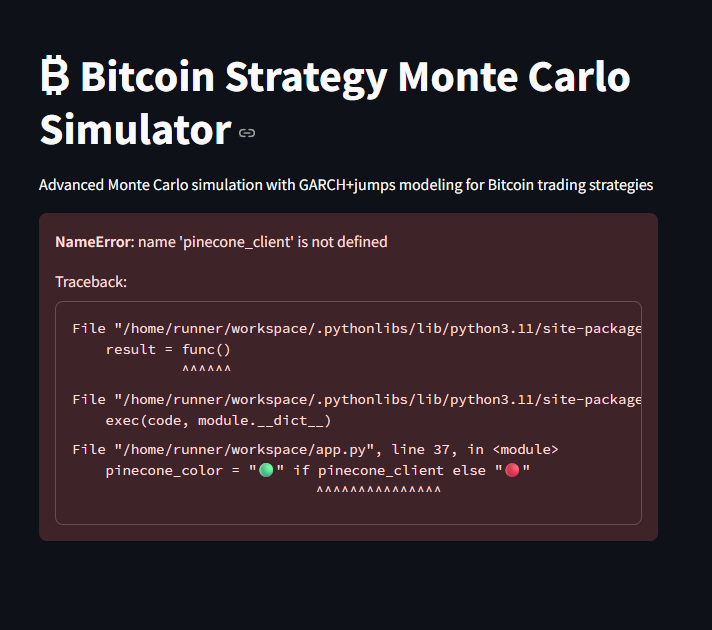 ₿ Bitcoin Strategy Monte Carlo
Simulator
Advanced Monte Carlo simulation with GARCH+jumps modeling for Bitcoin trading strategies
NameError: name 'pinecone_client' is not defined
Traceback:
File "/home/runner/workspace/.pythonlibs/lib/python3.11/site-package
result = func()
^^^^^^
File "/home/runner/workspace/.pythonlibs/lib/python3.11/site-package
exec(code, module.__dict__)
File "/home/runner/workspace/app.py", line 37, in <module>
pinecone_color = "🟢" if pinecone_client else "🔴"
^^^^^^^^^^^^^^^